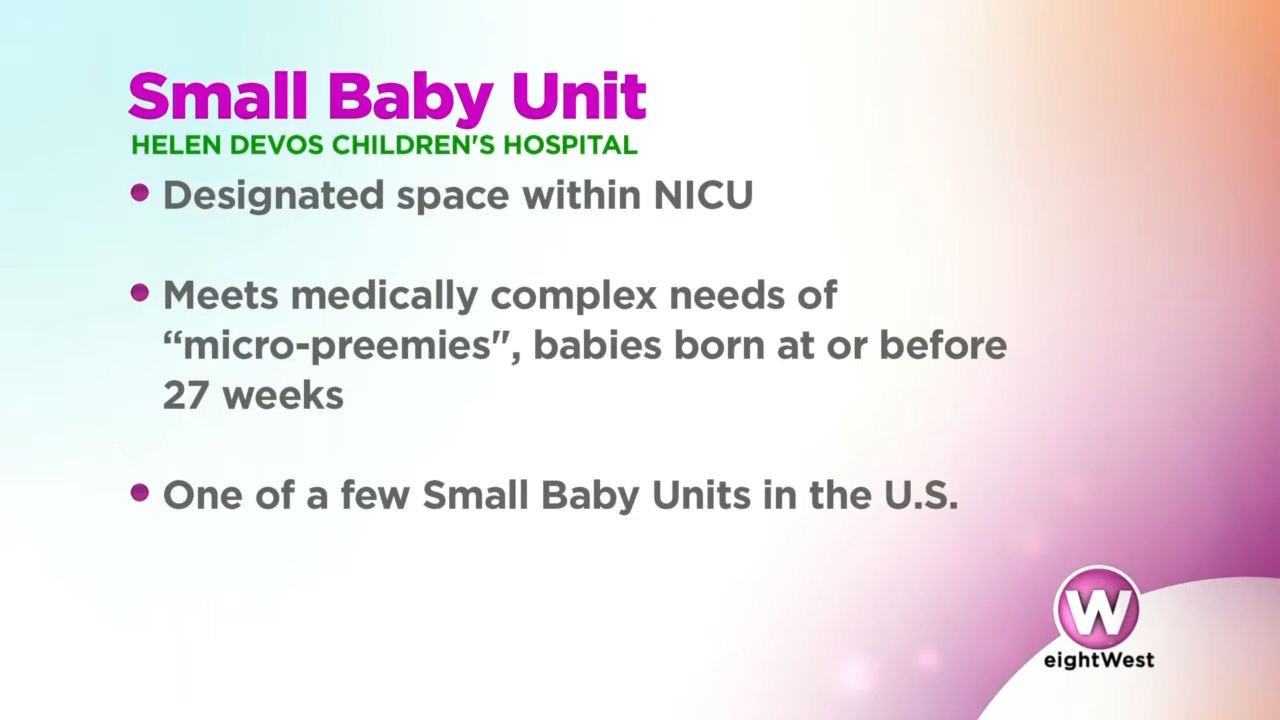 Small Baby Unit
HELEN DEVOS CHILDREN'S HOSPITAL
• Designated space within NICU
• Meets medically complex needs of
“micro-preemies", babies born at or before
27 weeks
• One of a few Small Baby Units in the U.S.
W
eightWest